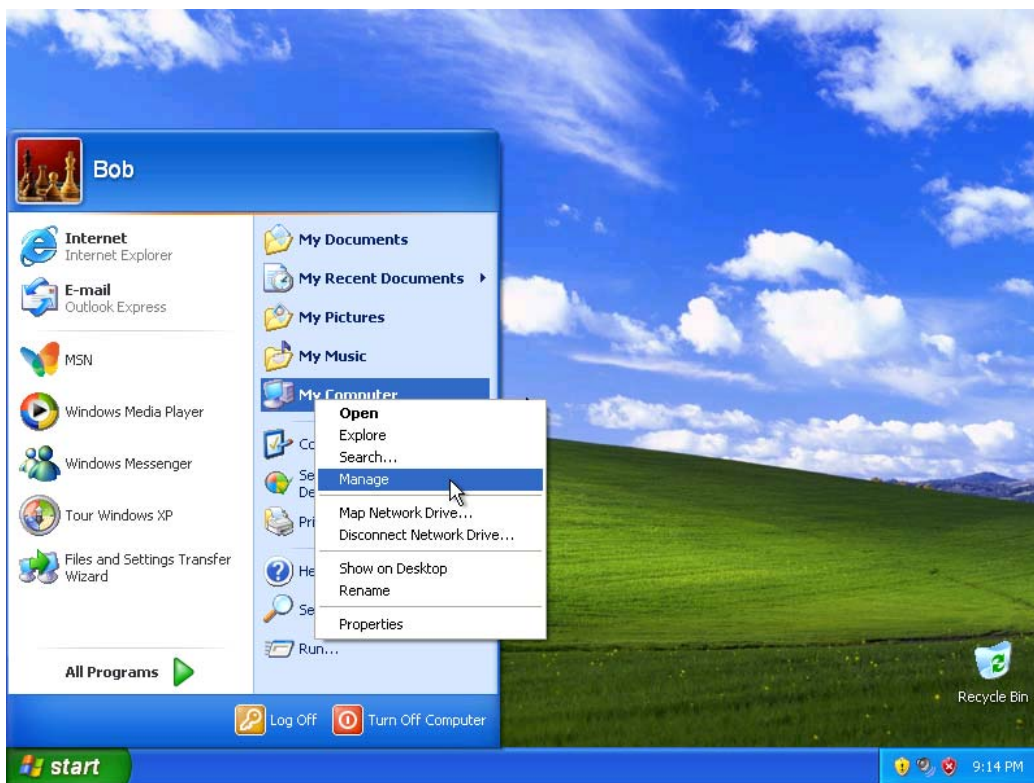 Bob
Internet
Internet Explorer
E-mail
Outlook Express
MSN
Windows Media Player
Windows Messenger
Tour Windows XP
Files and Settings Transfer
Wizard
All Programs
My Documents
My Recent Documents
My Pictures
My Music
My Computer
Run...
Open
Explore
Search...
Manage
Map Network Drive...
Disconnect Network Drive...
Show on Desktop
Rename
Properties
Log Off
Turn Off Computer
Recycle Bin
start
9:14 PM